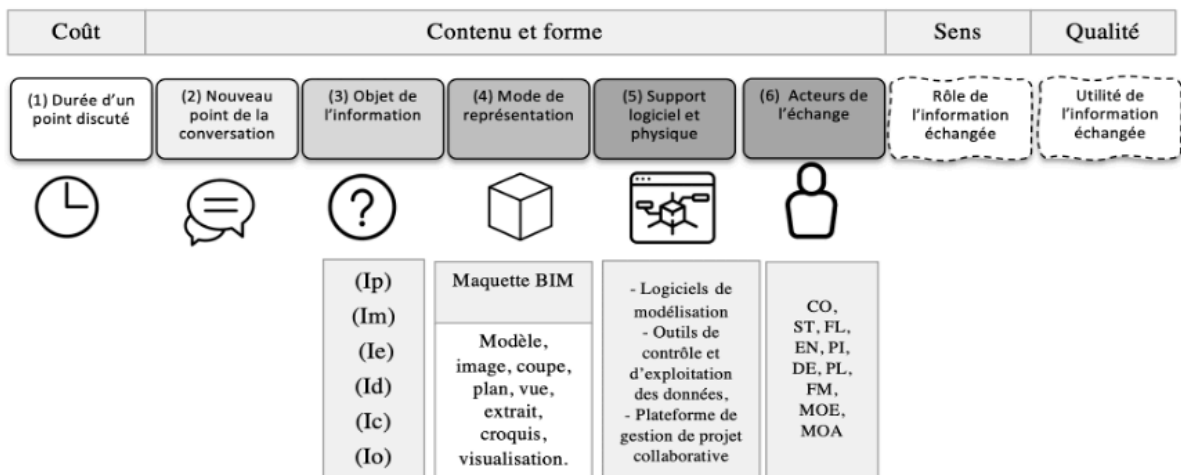 Coût
Contenu et forme
Sens
Qualité
(1) Durée d'un
point discuté
(2) Nouveau
point de la
conversation
(3) Objet de
l'information
(4) Mode de
représentation
(5) Support
logiciel et
physique
(6) Acteurs de
l'échange
Rôle de
l'information
échangée
Utilité de
l'information
échangée
?
(Ip)
(Im)
(Ie)
(Id)
(Ic)
(Io)
Maquette BIM
Modèle,
image, coupe,
plan, vue,
extrait,
croquis,
visualisation.
- Logiciels de
modélisation
- Outils de
contrôle et
d'exploitation
des données,
- Plateforme de
gestion de projet
collaborative
CO,
ST, FL,
EN, PI,
DE, PL,
FM,
MOE,
MOA